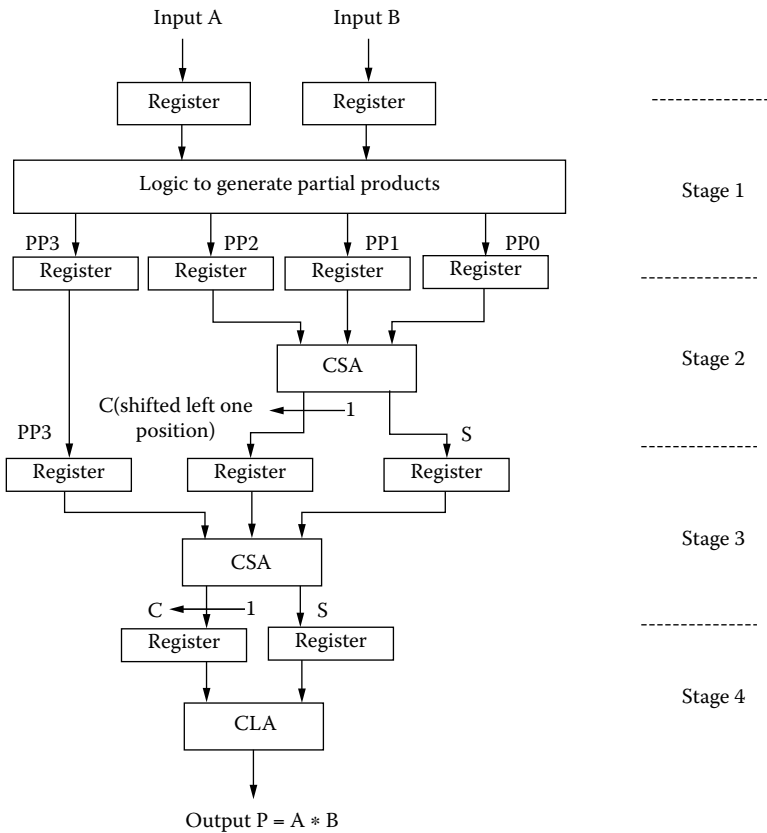 Input A
Input B
Register
Register
Logic to generate partial products
Stage 1
PP3
PP2
PP1
PP0
Register
Register
Register
Register
CSA
Stage 2
C(shifted left one
position)
1
PP3
S
Register
Register
Register
CSA
Stage 3
C
1
S
Register
Register
CLA
Stage 4
Output P = A * B